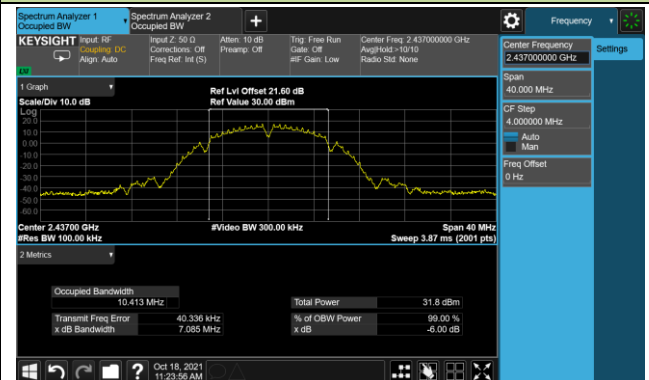 Spectrum Analyzer 1
Occupied BW
Spectrum Analyzer 2
Occupied BW
Frequency
KEYSIGHT
Input: RF
Coupling: DC
Align: Auto
Input Z: 50 Ω
Corrections: Off
Freq Ref: Int (S)
Atten: 10 dB
Preamp: Off
Trig: Free Run
Gate: Off
#IF Gain: Low
Center Freq: 2.437000000 GHz
Avg|Hold:>10/10
Radio Std: None
Center Frequency
2.437000000 GHz
Settings
Span
40.000 MHz
CF Step
4.000000 MHz
Auto
Man
Freq Offset
0 Hz
1 Graph
Scale/Div 10.0 dB
Ref Lvl Offset 21.60 dB
Ref Value 30.00 dBm
Log
20.0
10.0
0.00
-10.0
-20.0
-30.0
-40.0
-50.0
-60.0
Center 2.43700 GHz
#Video BW 300.00 kHz
Span 40 MHz
#Res BW 100.00 kHz
Sweep 3.87 ms (2001 pts)
2 Metrics
Occupied Bandwidth
10.413 MHz
Total Power 31.8 dBm
Transmit Freq Error 40.336 kHz
% of OBW Power 99.00 %
x dB Bandwidth 7.085 MHz
x dB -6.00 dB
?
Oct 18, 2021
11:23:56 AM